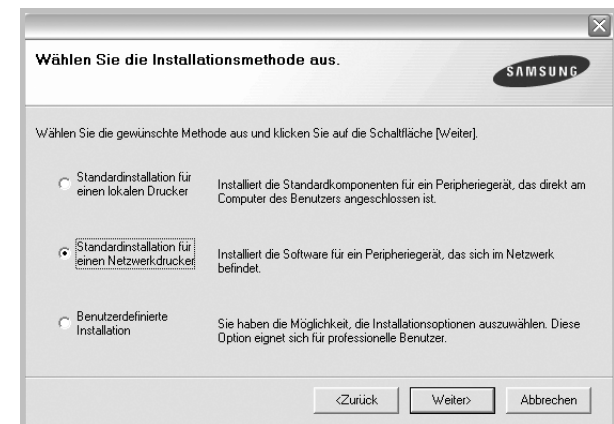 Wählen Sie die Installationsmethode aus.
SAMSUNG
Wählen Sie die gewünschte Methode aus und klicken Sie auf die Schaltfläche [Weiter].
Standardinstallation für
einen lokalen Drucker
Installiert die Standardkomponenten für ein Peripheriegerät, das direkt am
Computer des Benutzers angeschlossen ist.
Standardinstallation für
einen Netzwerkdrucker
Installiert die Software für ein Peripheriegerät, das sich im Netzwerk
befindet.
Benutzerdefinierte
Installation
Sie haben die Möglichkeit, die Installationsoptionen auszuwählen. Diese
Option eignet sich für professionelle Benutzer.
<Zurück
Weiter>
Abbrechen